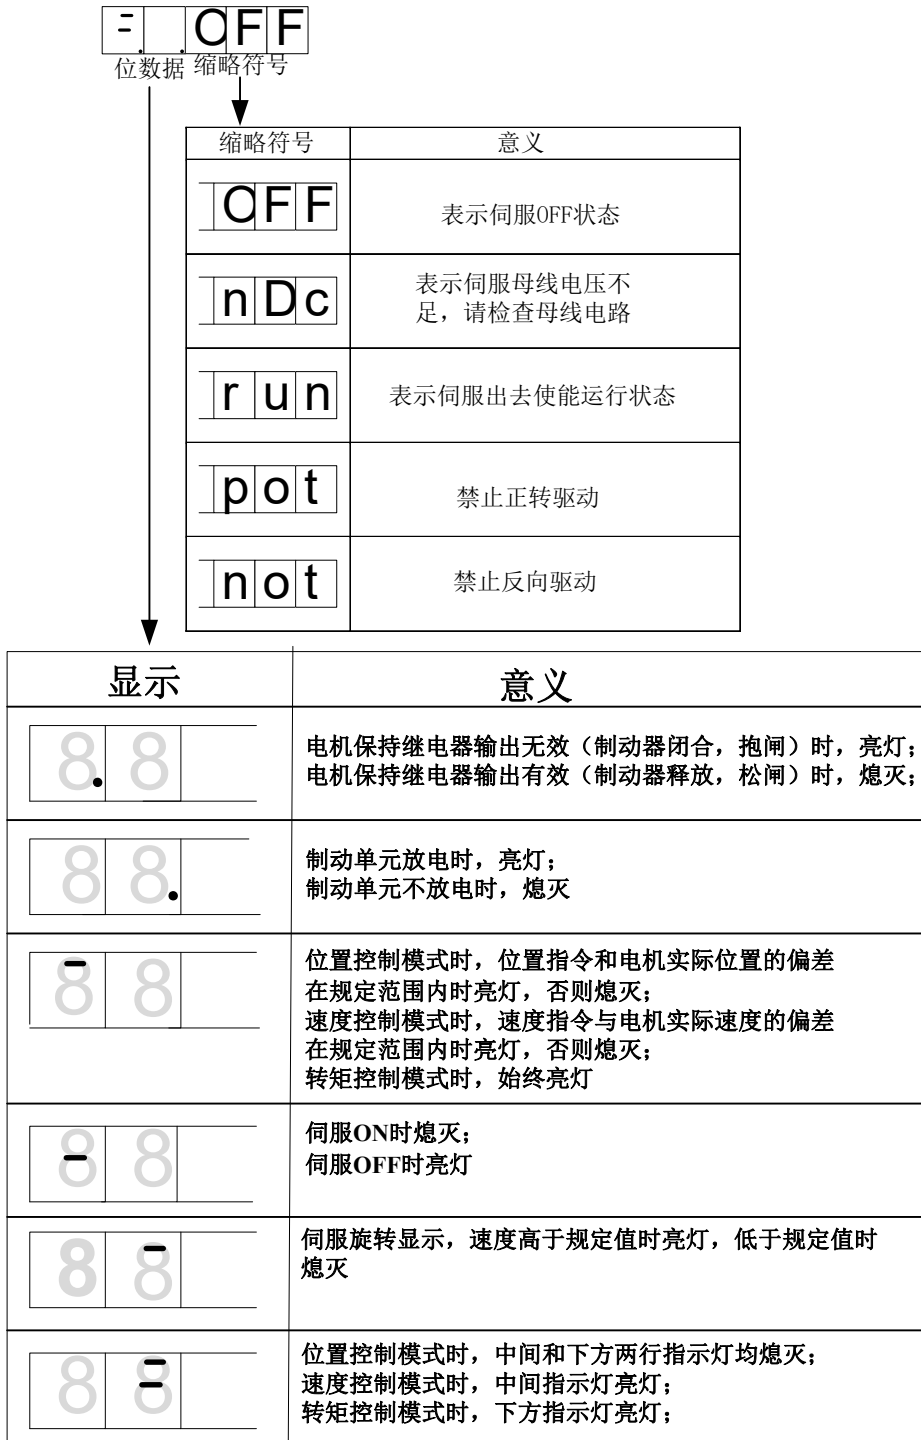 OFF
位数据 缩略符号
缩略符号 意义
OFF 表示伺服OFF状态
nDc 表示伺服母线电压不
足，请检查母线电路
run 表示伺服出去使能运行状态
pot 禁止正转驱动
not 禁止反向驱动
显示 意义
8.8 电机保持继电器输出无效（制动器闭合，抱闸）时，亮灯；
电机保持继电器输出有效（制动器释放，松闸）时，熄灭；
88. 制动单元放电时，亮灯；
制动单元不放电时，熄灭
88 位置控制模式时，位置指令和电机实际位置的偏差
在规定范围内时亮灯，否则熄灭；
速度控制模式时，速度指令与电机实际速度的偏差
在规定范围内时亮灯，否则熄灭；
转矩控制模式时，始终亮灯
88 伺服ON时熄灭；
伺服OFF时亮灯
88 伺服旋转显示，速度高于规定值时亮灯，低于规定值时
熄灭
88 位置控制模式时，中间和下方两行指示灯均熄灭；
速度控制模式时，中间指示灯亮灯；
转矩控制模式时，下方指示灯亮灯；